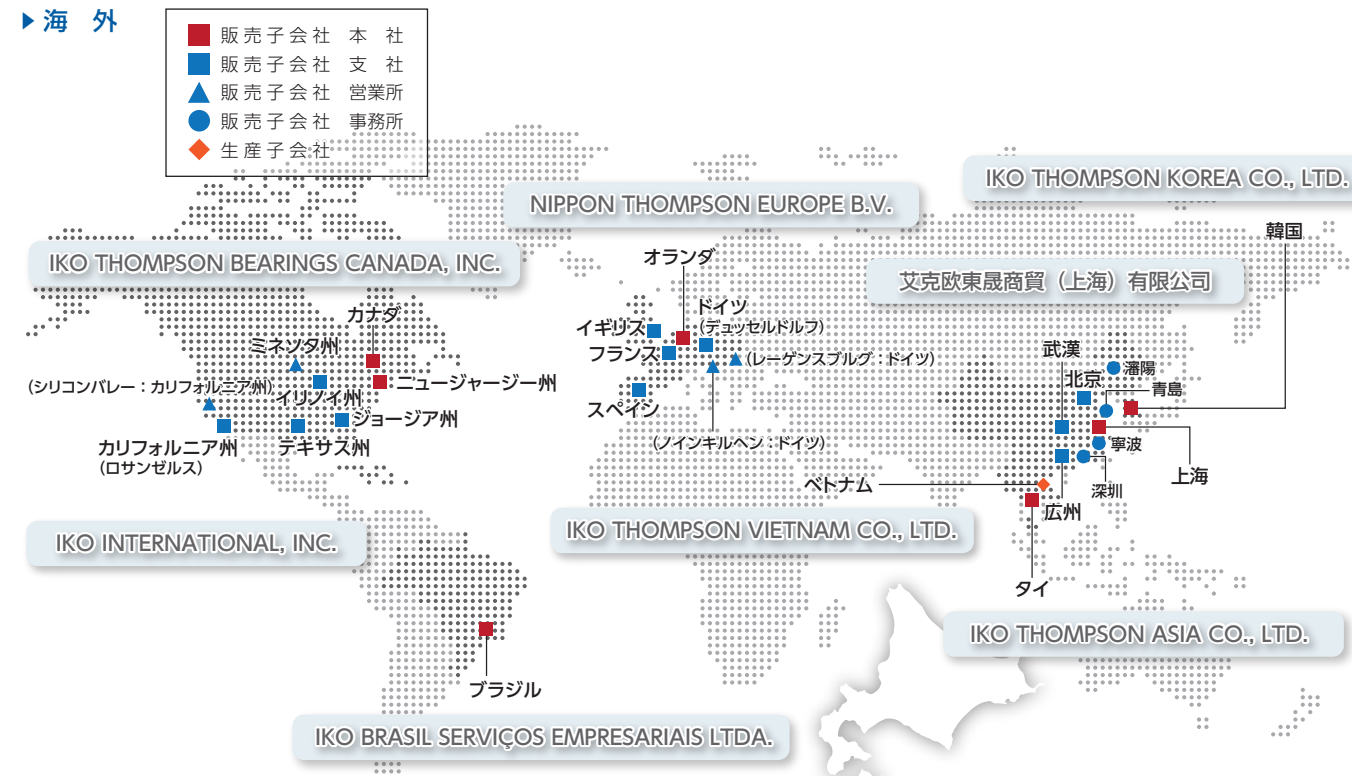 海 外
販売子会社 本 社
販売子会社 支 社
販売子会社 営業所
販売子会社 事務所
生産子会社
IKO THOMPSON KOREA CO., LTD.
NIPPON THOMPSON EUROPE B.V.
韓国
IKO THOMPSON BEARINGS CANADA, INC.
オランダ
艾克欧東晟商貿（上海）有限公司
カナダ
ドイツ
(デュッセルドルフ)
イギリス
ミネソタ州
フランス
(レーゲンスブルグ：ドイツ)
武漢
瀋陽
(シリコンバレー：カリフォルニア州)
イリノイ州
ニュージャージー州
北京
青島
スペイン
ジョージア州
カリフォルニア州
(ロサンゼルス)
テキサス州
(ノインキルヘン：ドイツ)
寧波
上海
ベトナム
深圳
広州
IKO THOMPSON VIETNAM CO., LTD.
IKO INTERNATIONAL, INC.
タイ
IKO THOMPSON ASIA CO., LTD.
ブラジル
IKO BRASIL SERVIÇOS EMPRESARIAIS LTDA.